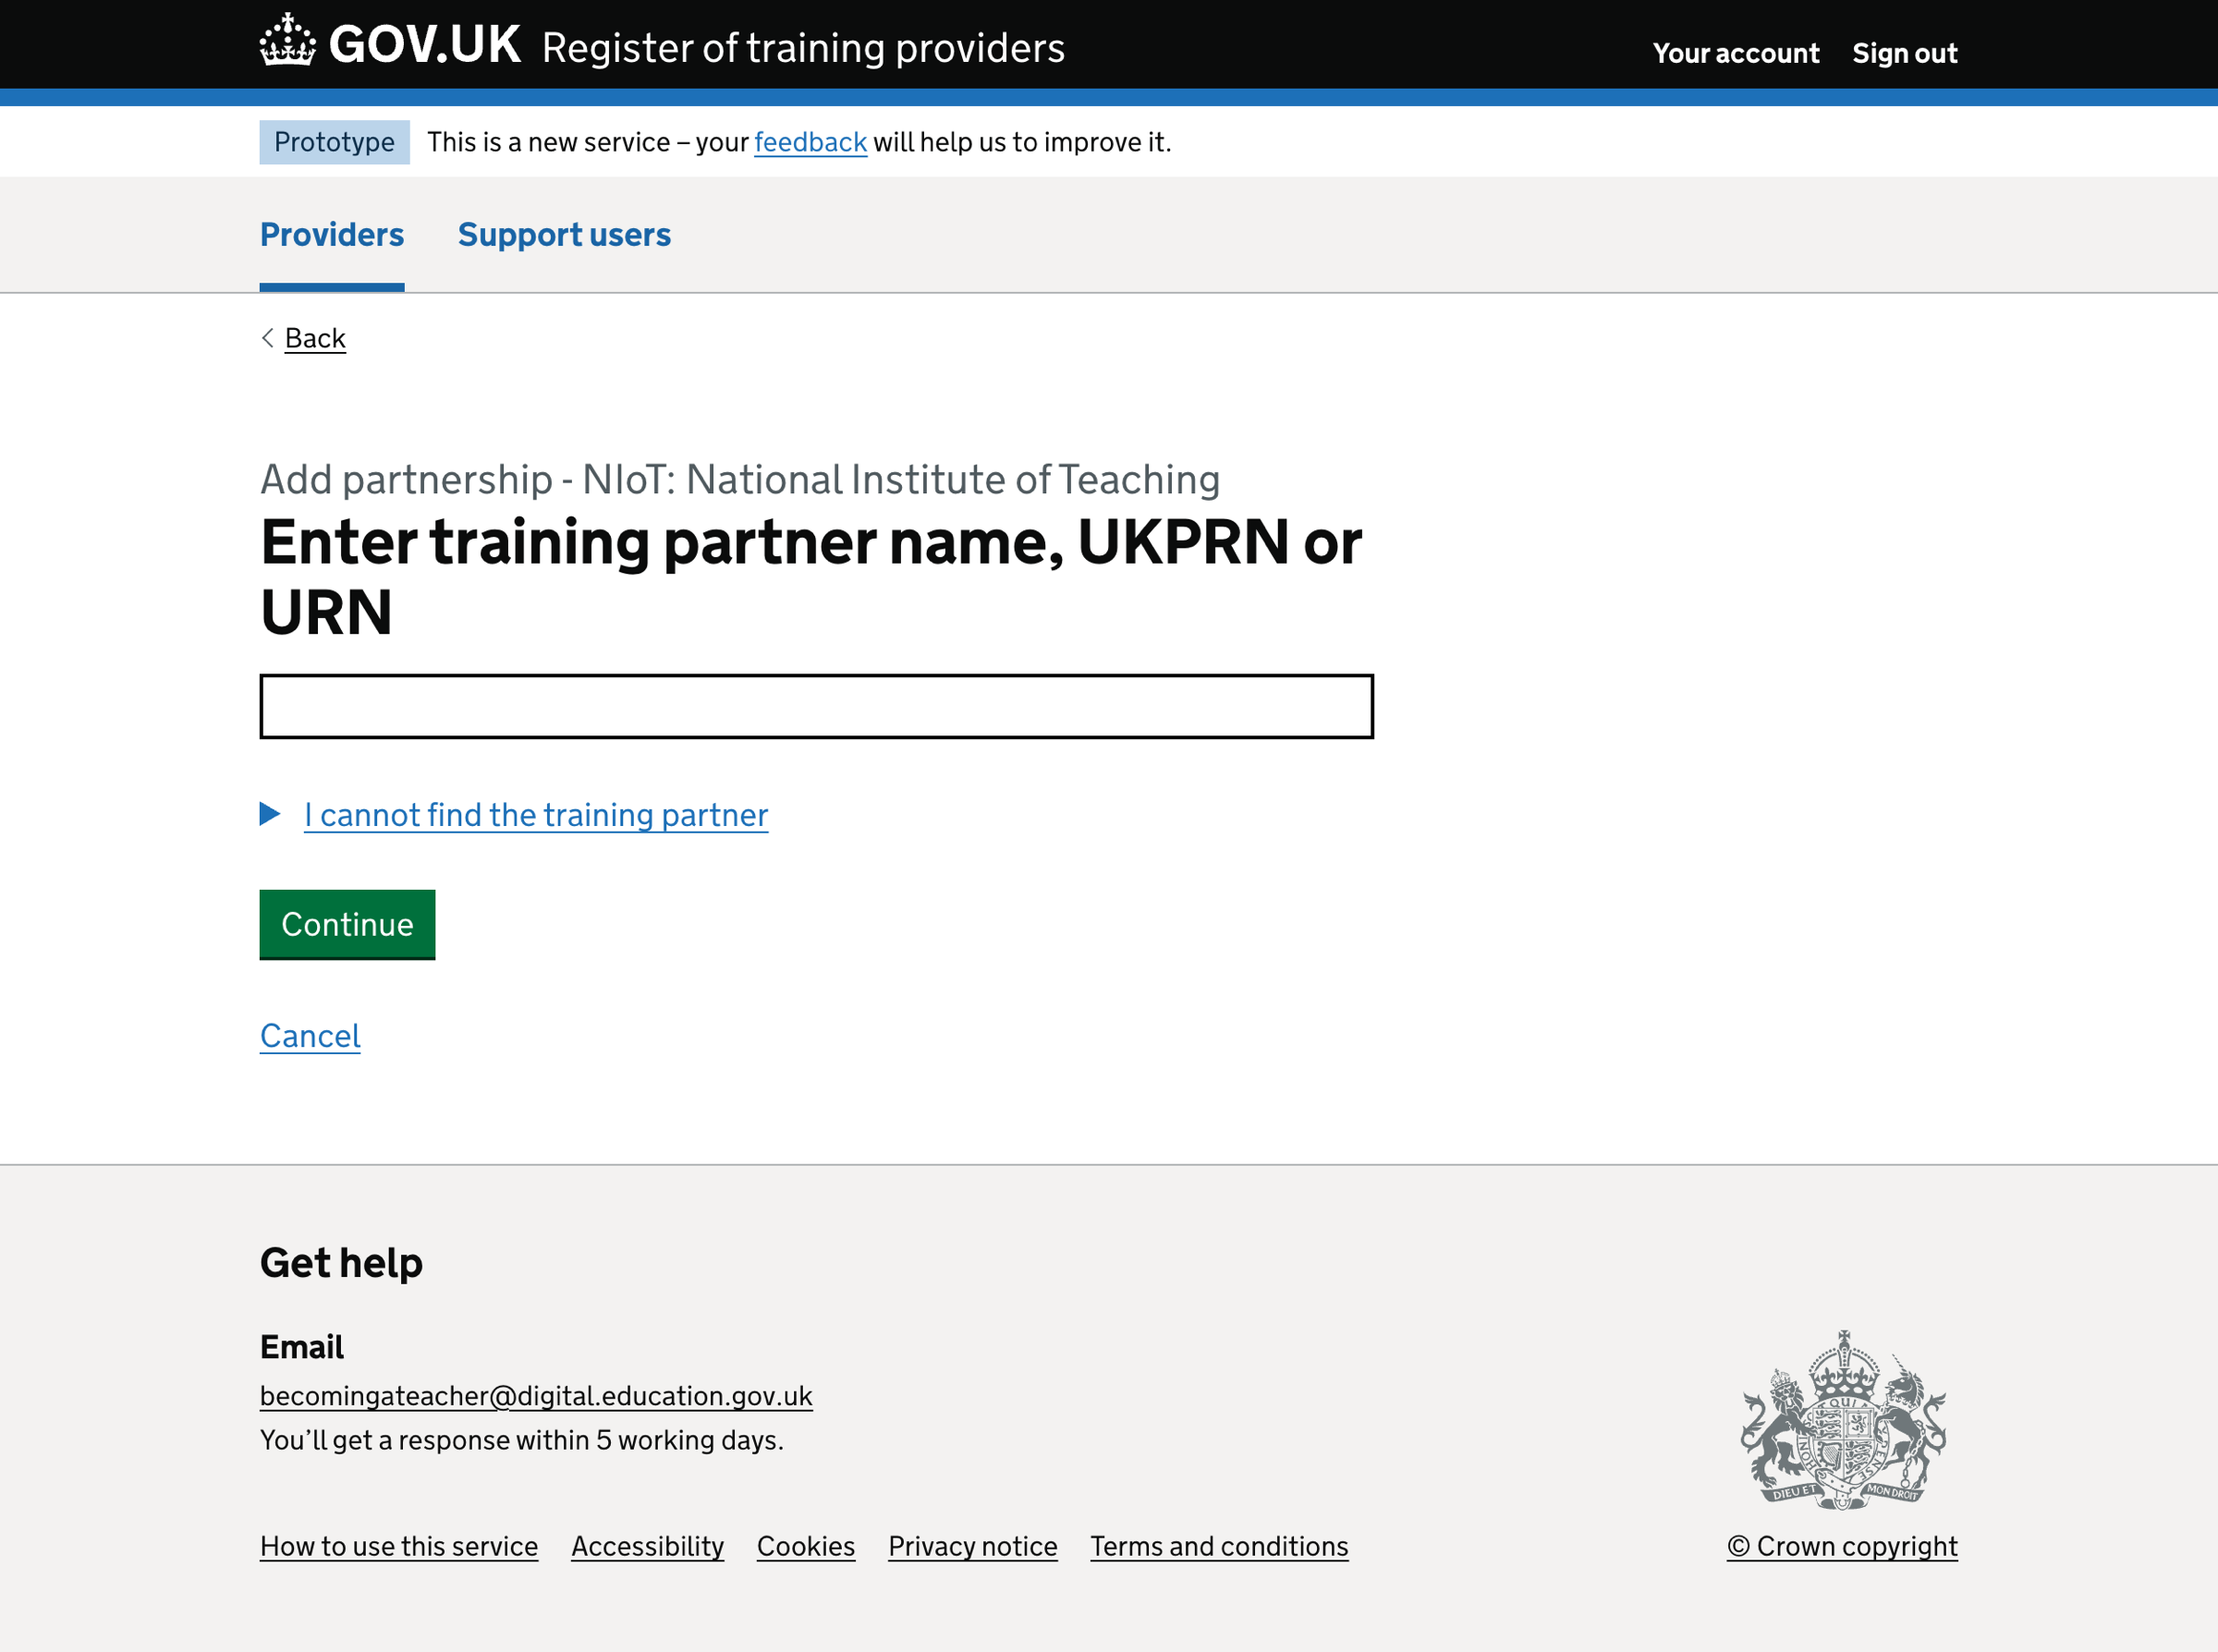 GOV.UK Register of training providers
Your account Sign out
Prototype This is a new service – your feedback will help us to improve it.
Providers Support users
Back
Add partnership - NIoT: National Institute of Teaching
Enter training partner name, UKPRN or
URN
I cannot find the training partner
Continue
Cancel
Get help
Email
becomingateacher@digital.education.gov.uk
You’ll get a response within 5 working days.
DIEU ET MON DROIT
How to use this service Accessibility Cookies Privacy notice Terms and conditions
© Crown copyright